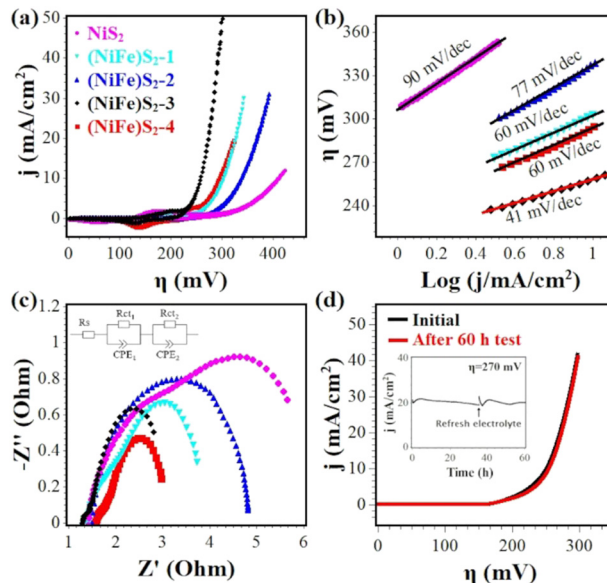 (a)
NiS2
(NiFe)S2-1
(NiFe)S2-2
(NiFe)S2-3
(NiFe)S2-4
j (mA/cm2)
50
40
30
20
10
0
0 100 200 300 400
η (mV)
(b)
90 mV/dec
77 mV/dec
60 mV/dec
60 mV/dec
41 mV/dec
η (mV)
360
330
300
270
240
0.0 0.2 0.4 0.6 0.8 1.0
Log (j/mA/cm2)
(c)
Rs
Rct1
CPE1
Rct2
CPE2
-Z'' (Ohm)
1.2
1
0.8
0.6
0.4
0.2
0
1 2 3 4 5 6
Z' (Ohm)
(d)
Initial
After 60 h test
η=270 mV
Refresh electrolyte
j (mA/cm2)
40
20
0
0 20 40 60
Time (h)
j (mA/cm2)
50
40
30
20
10
0
0 100 200 300
η (mV)